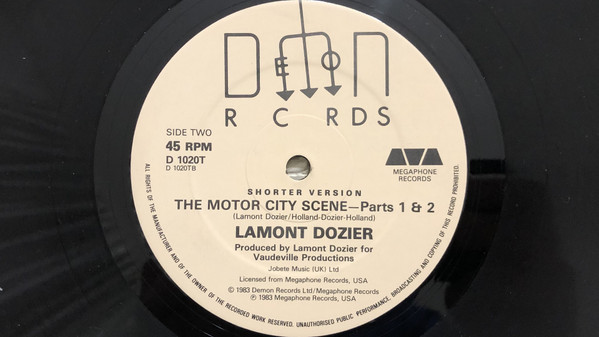 DEMON
RECORDS
SIDE TWO
45 RPM
D 1020T
D 1020TB
MEGAPHONE
RECORDS
SHORTER VERSION
THE MOTOR CITY SCENE—Parts 1 & 2
(Lamont Dozier/Holland-Dozier-Holland)
LAMONT DOZIER
Produced by Lamont Dozier for
Vaudeville Productions
Jobete Music (UK) Ltd
Licensed from Megaphone Records, USA
© 1983 Demon Records Ltd/Megaphone Records
℗ 1983 Megaphone Records, USA
ALL RIGHTS OF THE MANUFACTURER AND OF THE OWNER OF THE RECORDED WORK RESERVED. UNAUTHORISED PUBLIC PERFORMANCE, BROADCASTING AND COPYING OF THIS RECORD PROHIBITED.